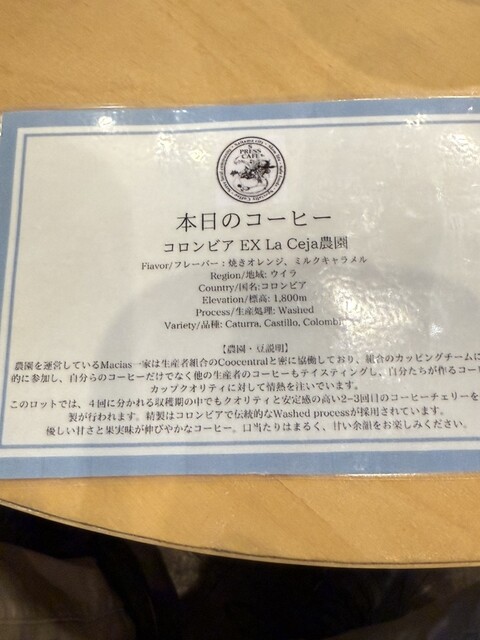 PRESS
CAFE
本日のコーヒー
コロンビア EX La Ceja農園
Flavor/フレーバー：焼きオレンジ、ミルクキャラメル
Region/地域: ウイラ
Country/国名:コロンビア
Elevation/標高: 1,800m
Process/生産処理: Washed
Variety/品種: Caturra, Castillo, Colombi
【農園・豆説明】
農園を運営しているMacias一家は生産者組合のCoocentralと密に協働しており、組合のカッピングチームに
的に参加し、自分らのコーヒーだけでなく他の生産者のコーヒーもテイスティングし、自分たちが作るコーヒー
カップクオリティに対して情熱を注いでいます。
このロットでは、４回に分かれる収穫期の中でもクオリティと安定感の高い2-3回目のコーヒーチェリーを
製が行われます。精製はコロンビアで伝統的なWashed processが採用されています。
優しい甘さと果実味が伸びやかなコーヒー。口当たりはまるく、甘い余韻をお楽しみください。